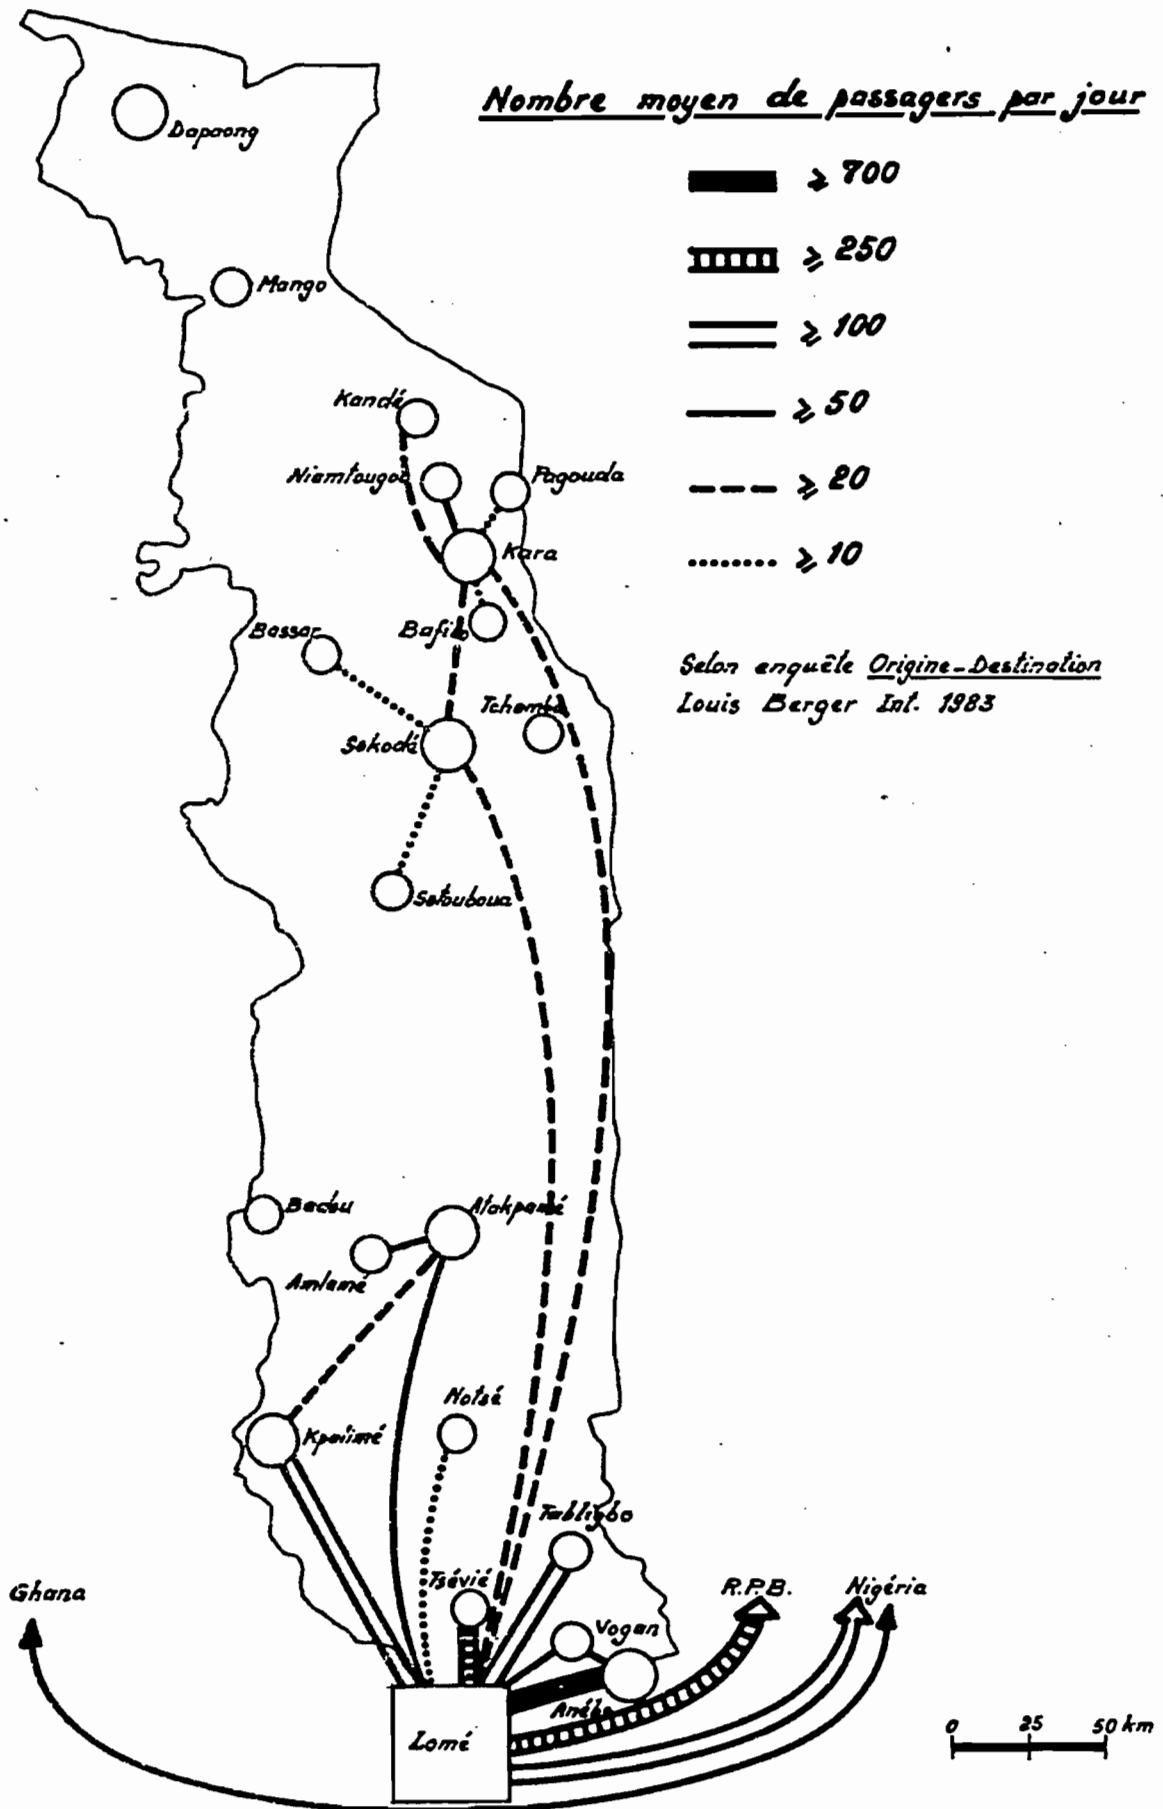 Nombre moyen de passagers par jour
⩾ 700
⩾ 250
⩾ 100
⩾ 50
⩾ 20
⩾ 10
Selon enquête Origine-Destination
Louis Berger Int. 1983
Dapaong
Mango
Kandé
Niamtougou
Pagouda
Kara
Bafilo
Bassar
Tchamba
Sokodé
Sotouboua
Badou
Atakpamé
Amlamé
Notsé
Kpalimé
Tabligbo
Tsévié
Ghana
R.P.B.
Nigéria
Vogan
Aného
Lomé
0 25 50 km